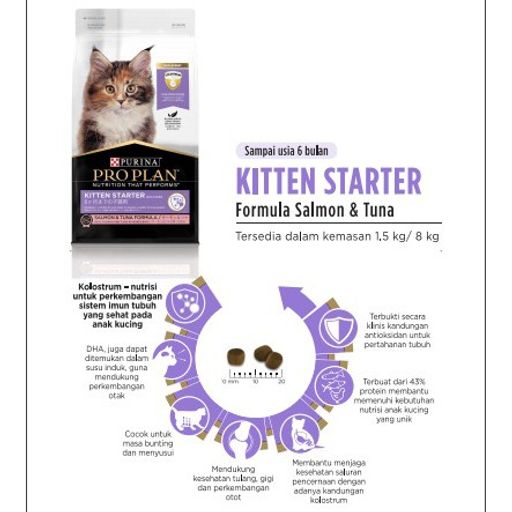 PURINA
PRO PLAN
NUTRITION THAT PERFORMS
KITTEN STARTER
SALMON & TUNA FORMULA
Sampai usia 6 bulan
KITTEN STARTER
Formula Salmon & Tuna
Tersedia dalam kemasan 1.5 kg/ 8 kg
Kolostrum – nutrisi
untuk perkembangan
sistem imun tubuh
yang sehat pada
anak kucing
DHA, juga dapat
ditemukan dalam
susu induk, guna
mendukung
perkembangan
otak
Cocok untuk
masa bunting
dan menyusui
Mendukung
kesehatan tulang, gigi
dan perkembangan
otot
Membantu menjaga
kesehatan saluran
pencernaan dengan
adanya kandungan
kolostrum
Terbuat dari 43%
protein membantu
memenuhi kebutuhan
nutrisi anak kucing
yang unik
Terbukti secara
klinis kandungan
antioksidan untuk
pertahanan tubuh
0 mm 10 20